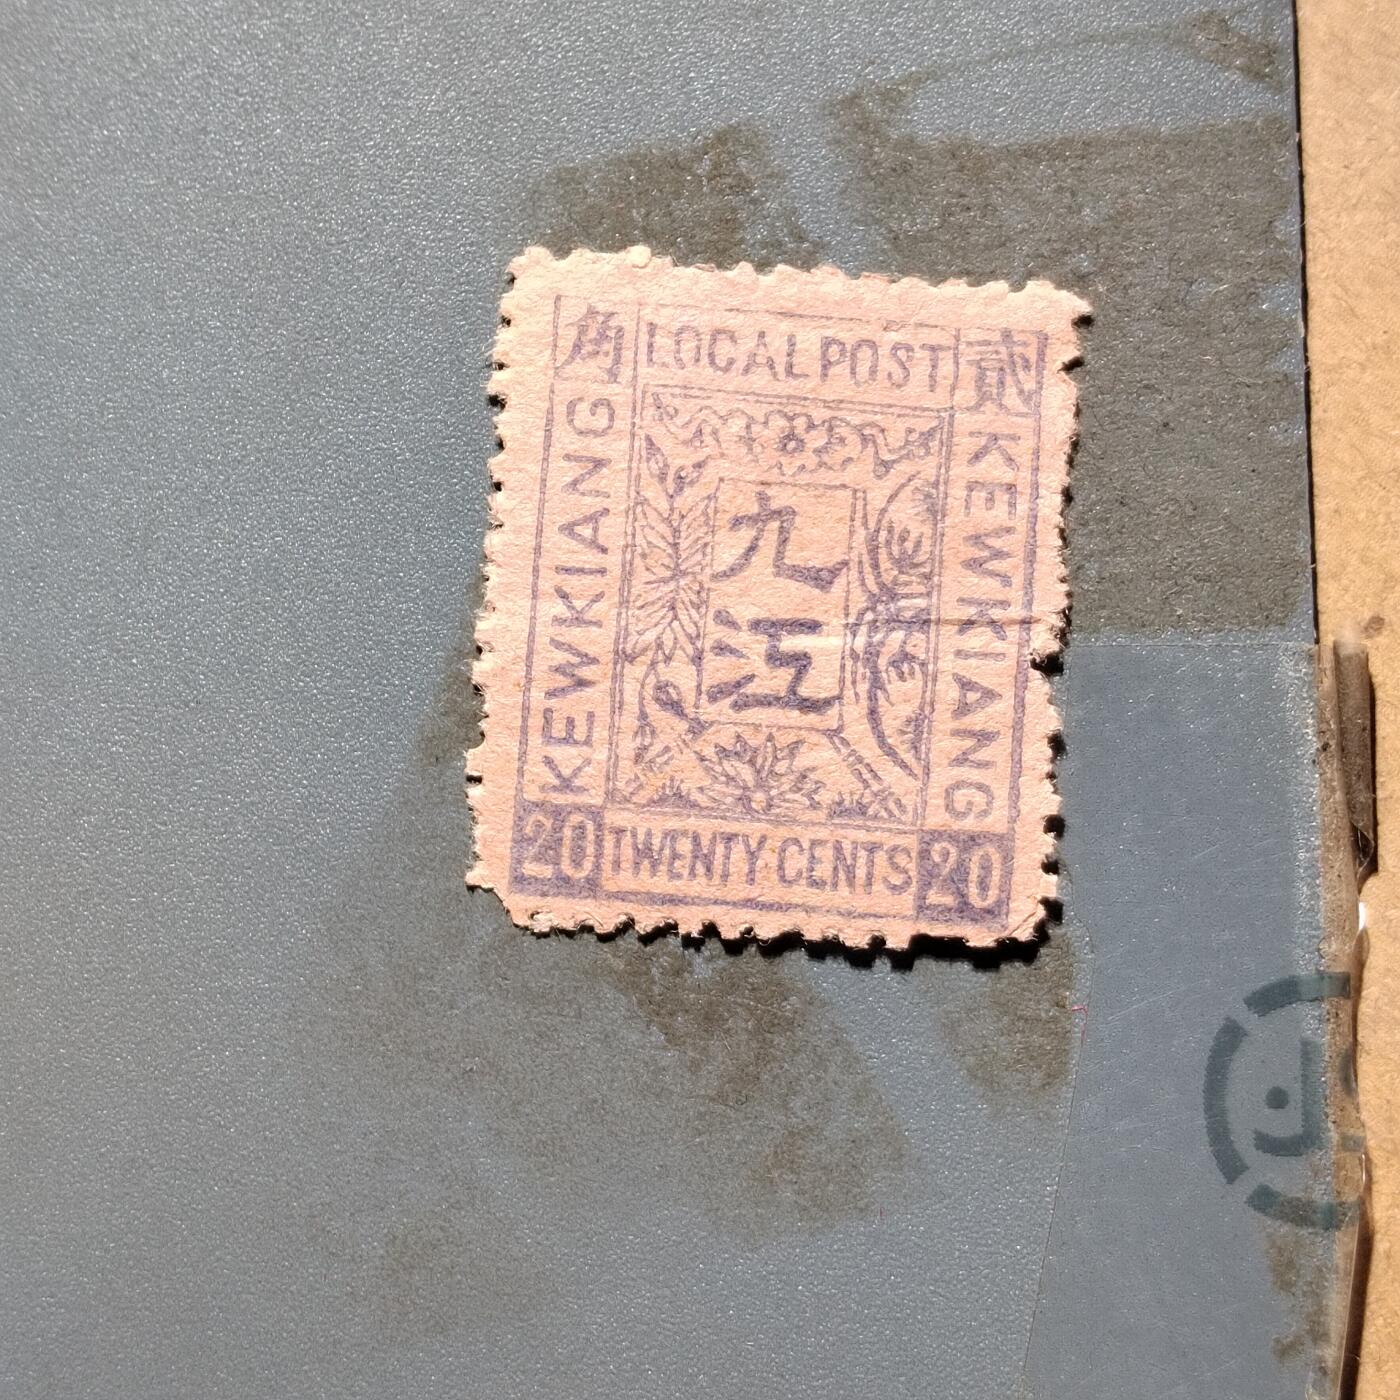 角 LOCAL POST 貳
KEWKIANG
九江
KEWKIANG
20 TWENTY CENTS 20